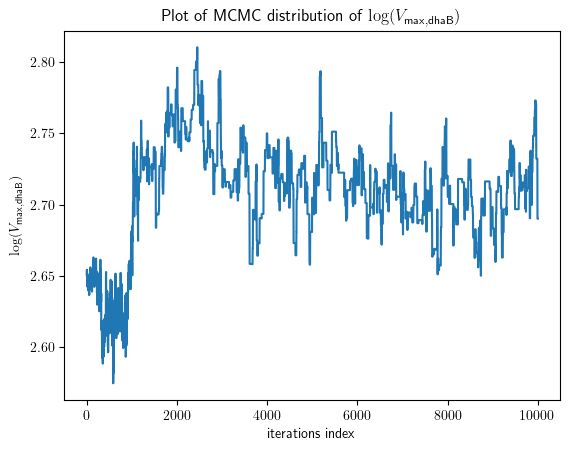 Plot of MCMC distribution of log(V_max,dhaB)
2.80
2.75
2.70
2.65
2.60
log(V_max,dhaB)
0 2000 4000 6000 8000 10000
iterations index